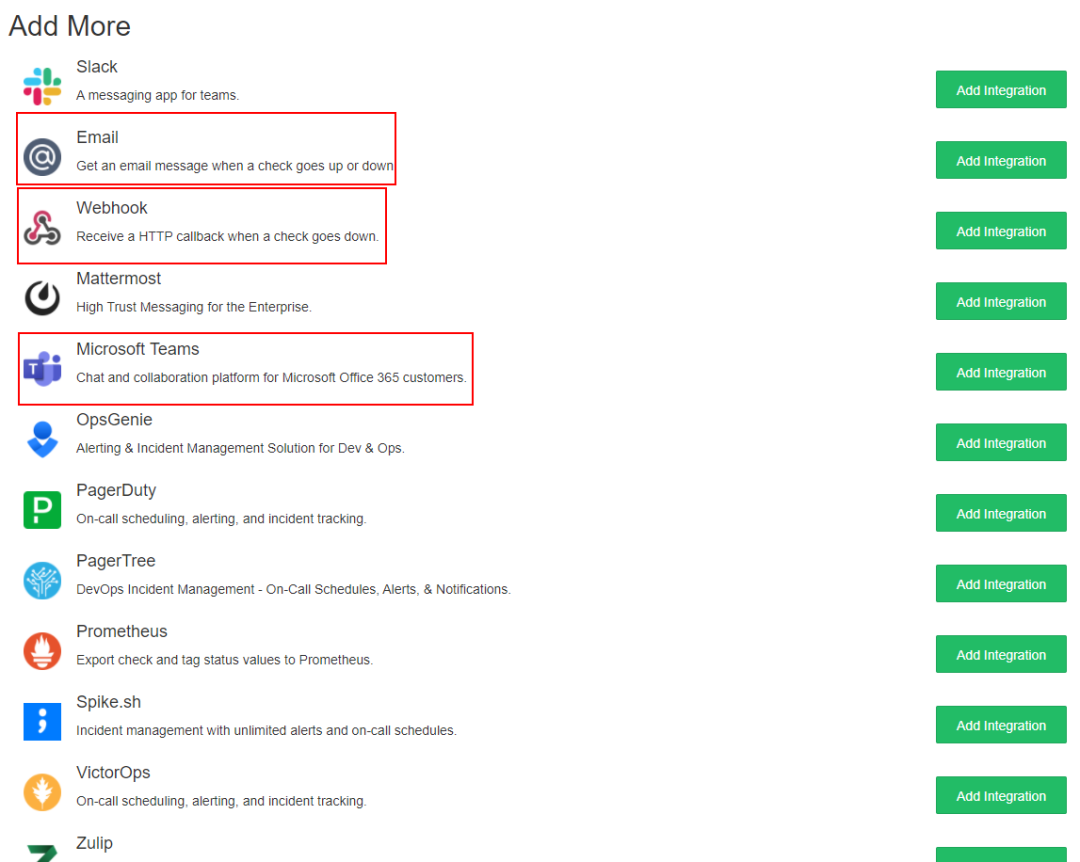 Add More
Slack
A messaging app for teams.
Add Integration
Email
Get an email message when a check goes up or down
Add Integration
Webhook
Receive a HTTP callback when a check goes down.
Add Integration
Mattermost
High Trust Messaging for the Enterprise.
Add Integration
Microsoft Teams
Chat and collaboration platform for Microsoft Office 365 customers.
Add Integration
OpsGenie
Alerting & Incident Management Solution for Dev & Ops.
Add Integration
PagerDuty
On-call scheduling, alerting, and incident tracking.
Add Integration
PagerTree
DevOps Incident Management - On-Call Schedules, Alerts, & Notifications.
Add Integration
Prometheus
Export check and tag status values to Prometheus.
Add Integration
Spike.sh
Incident management with unlimited alerts and on-call schedules.
Add Integration
VictorOps
On-call scheduling, alerting, and incident tracking.
Add Integration
Zulip